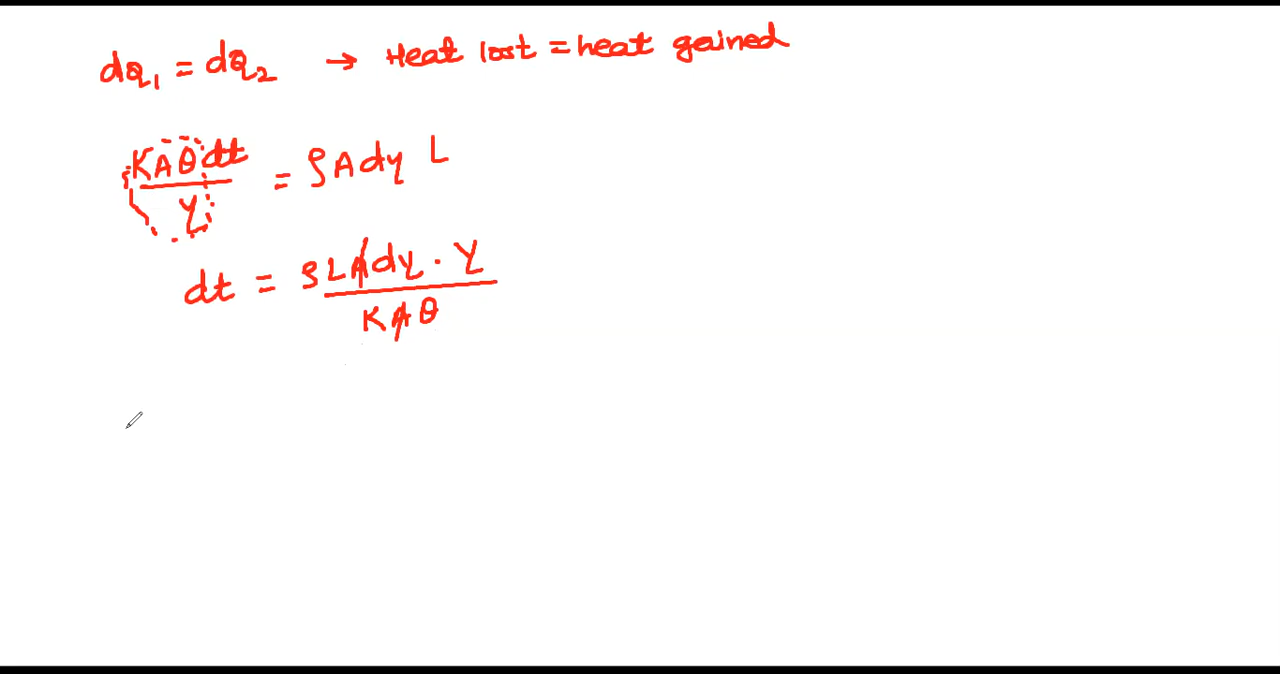 dQ₁ = dQ₂ → Heat lost = heat gained
KAθdt/y = ρAdy L
dt = ρLAdy · y/KAθ